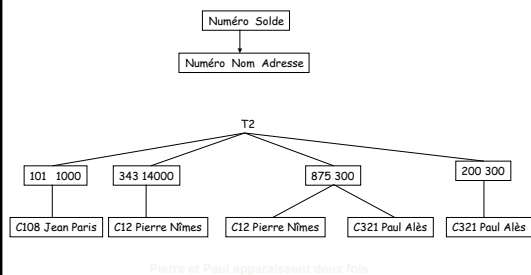 Numéro Solde
Numéro Nom Adresse
T2
101 1000
343 14000
875 300
200 300
C108 Jean Paris
C12 Pierre Nîmes
C12 Pierre Nîmes
C321 Paul Alès
C321 Paul Alès
Pierre et Paul apparaissent deux fois